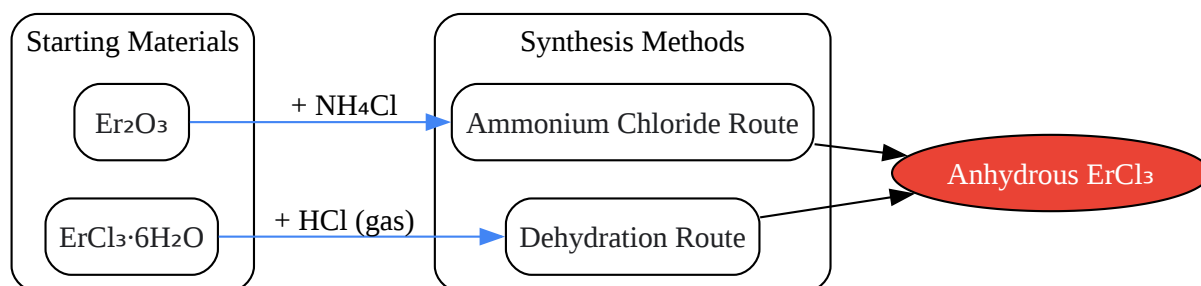 Starting Materials
Synthesis Methods
Er₂O₃
+ NH₄Cl
Ammonium Chloride Route
Anhydrous ErCl₃
ErCl₃·6H₂O
+ HCl (gas)
Dehydration Route